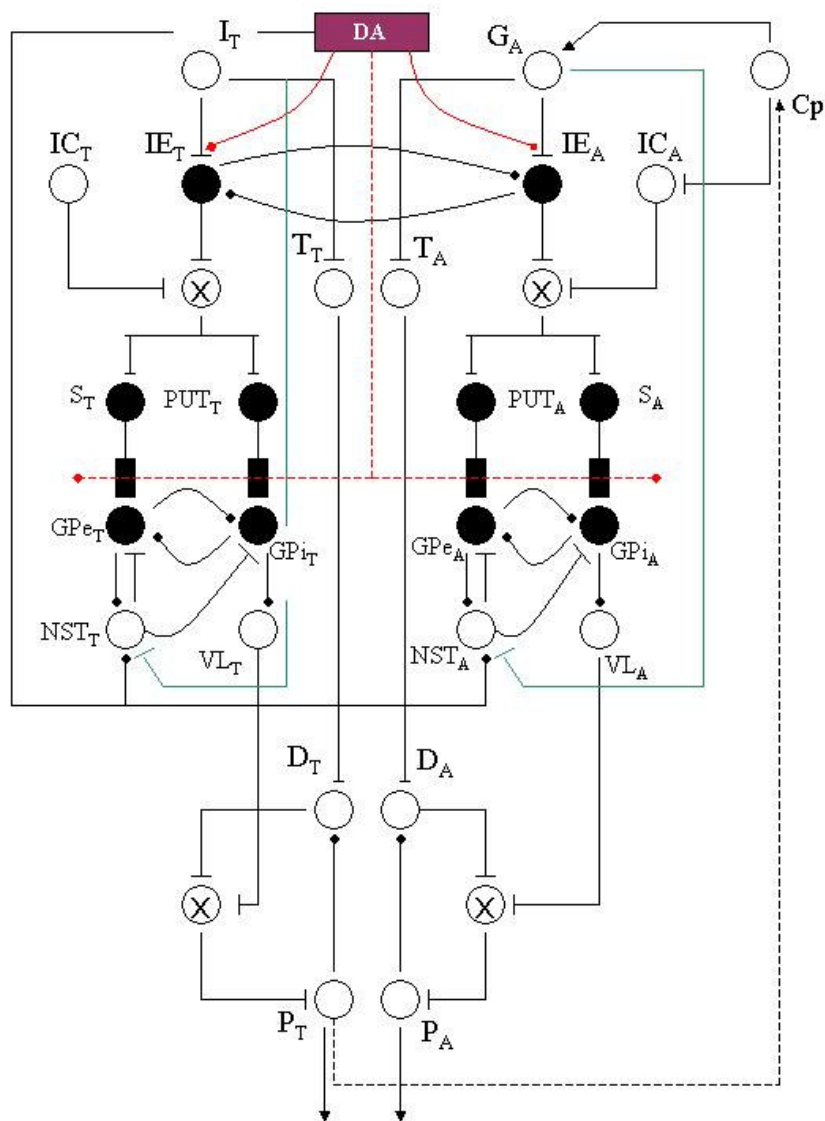 I_T DA G_A
Cp
IC_T IE_T IE_A IC_A
T_T T_A
X X
S_T PUT_T PUT_A S_A
GPe_T GPi_T GPe_A GPi_A
NST_T VL_T NST_A VL_A
D_T D_A
X X
P_T P_A